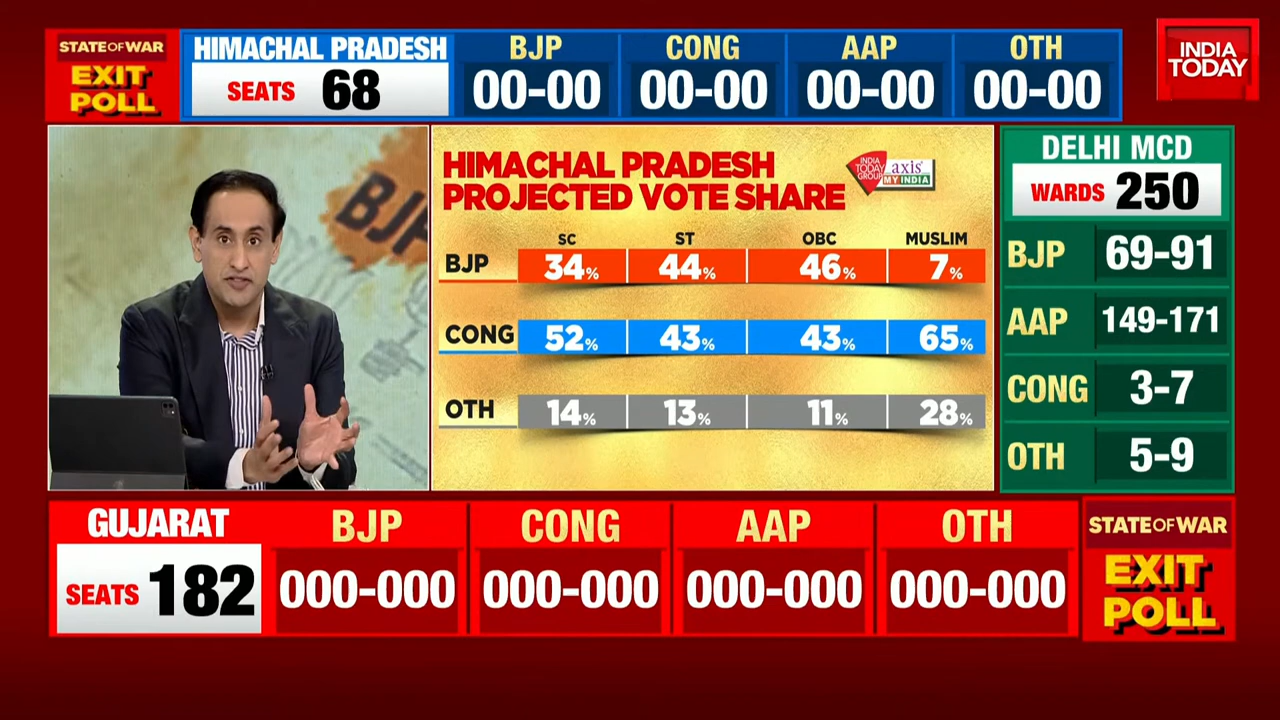 STATE OF WAR
EXIT
POLL
HIMACHAL PRADESH
SEATS 68
BJP
00-00
CONG
00-00
AAP
00-00
OTH
00-00
INDIA
TODAY
BJP
HIMACHAL PRADESH
PROJECTED VOTE SHARE
INDIA
TODAY
GROUP
axis
MY INDIA
SC ST OBC MUSLIM
BJP 34% 44% 46% 7%
CONG 52% 43% 43% 65%
OTH 14% 13% 11% 28%
DELHI MCD
WARDS 250
BJP 69-91
AAP 149-171
CONG 3-7
OTH 5-9
GUJARAT
SEATS 182
BJP
000-000
CONG
000-000
AAP
000-000
OTH
000-000
STATE OF WAR
EXIT
POLL